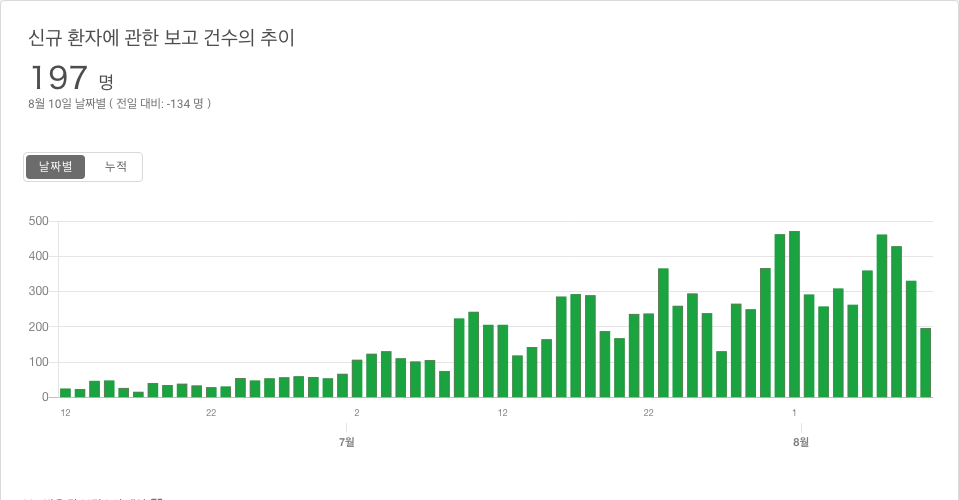 신규 환자에 관한 보고 건수의 추이
197 명
8월 10일 날짜별 ( 전일 대비: -134 명 )
날짜별 누적
500
400
300
200
100
0
12 22 2 12 22 1
7월 8월